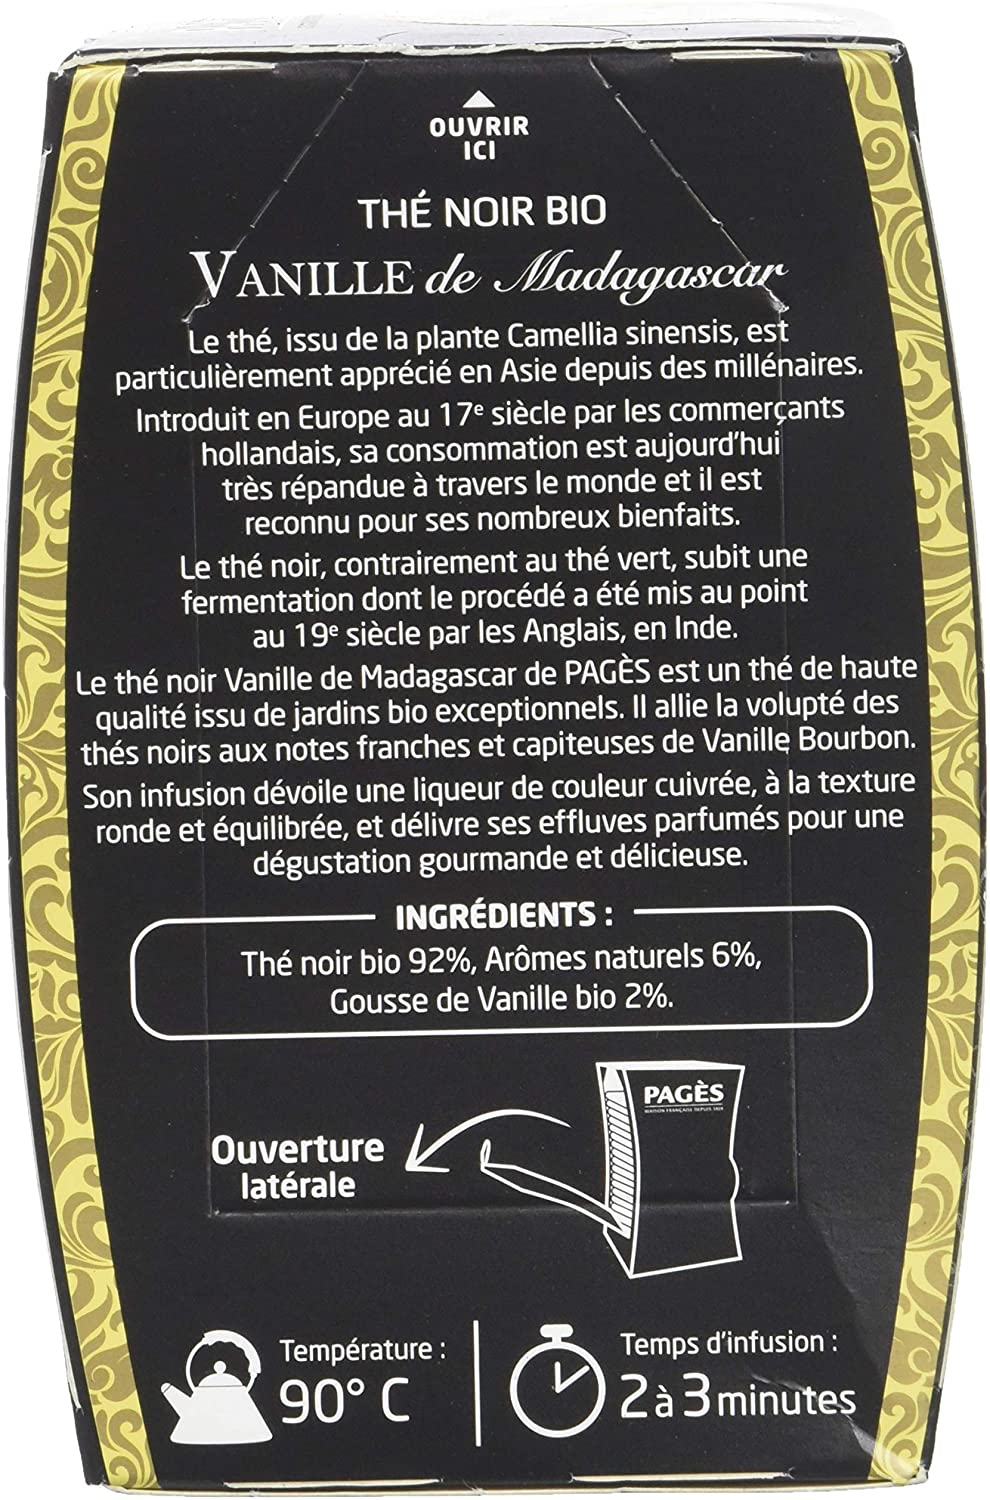 OUVRIR
ICI
THÉ NOIR BIO
VANILLE de Madagascar
Le thé, issu de la plante Camellia sinensis, est
particulièrement apprécié en Asie depuis des millénaires.
Introduit en Europe au 17e siècle par les commerçants
hollandais, sa consommation est aujourd'hui
très répandue à travers le monde et il est
reconnu pour ses nombreux bienfaits.
Le thé noir, contrairement au thé vert, subit une
fermentation dont le procédé a été mis au point
au 19e siècle par les Anglais, en Inde.
Le thé noir Vanille de Madagascar de PAGÈS est un thé de haute
qualité issu de jardins bio exceptionnels. Il allie la volupté des
thés noirs aux notes franches et capiteuses de Vanille Bourbon.
Son infusion dévoile une liqueur de couleur cuivrée, à la texture
ronde et équilibrée, et délivre ses effluves parfumés pour une
dégustation gourmande et délicieuse.
INGRÉDIENTS :
Thé noir bio 92%, Arômes naturels 6%,
Gousse de Vanille bio 2%.
PAGÈS
MAISON FRANÇAISE DEPUIS
Ouverture
latérale
Température :
90° C
Temps d'infusion :
2 à 3 minutes